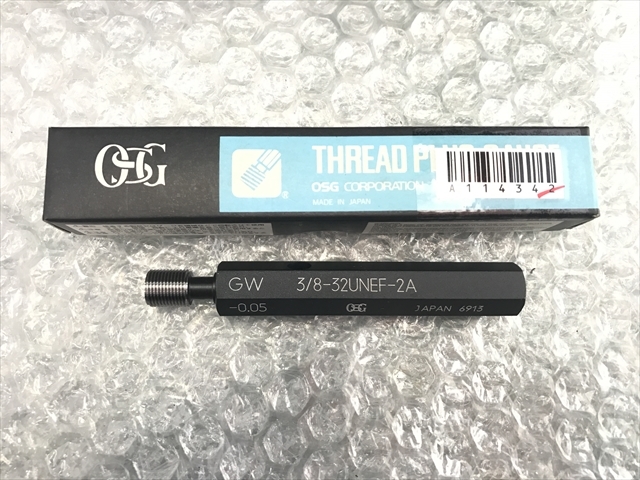 OSG
THREAD PLUG GAUGE
OSG CORPORATION
MADE IN JAPAN
A114342
GW 3/8-32UNEF-2A
-0.05 OSG JAPAN 6913